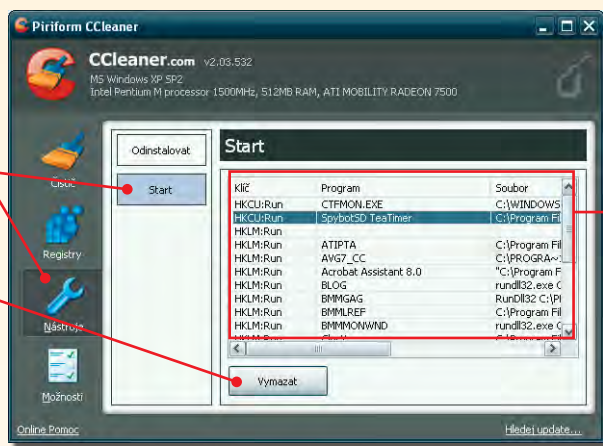 Piriform CCleaner
CCleaner.com v2.03.532
MS Windows XP SP2
Intel Pentium M processor 1500MHz, 512MB RAM, ATI MOBILITY RADEON 7500
Čistič
Registry
Nástroje
Možnosti
Odinstalovat
Start
Start
Klíč Program Soubor
HKCU:Run CTFMON.EXE C:\WINDOWS
HKCU:Run SpybotSD TeaTimer C:\Program Fil
HKLM:Run
HKLM:Run ATIPTA C:\Program Fil
HKLM:Run AVG7_CC C:\PROGRA~
HKLM:Run Acrobat Assistant 8.0 "C:\Program F
HKLM:Run BLOG rundll32.exe C
HKLM:Run BMMGAG RunDll32 C:\P
HKLM:Run BMMLREF C:\Program Fil
HKLM:Run BMMMONWND rundll32.exe C
Vymazat
Online Pomoc
Hledej update...